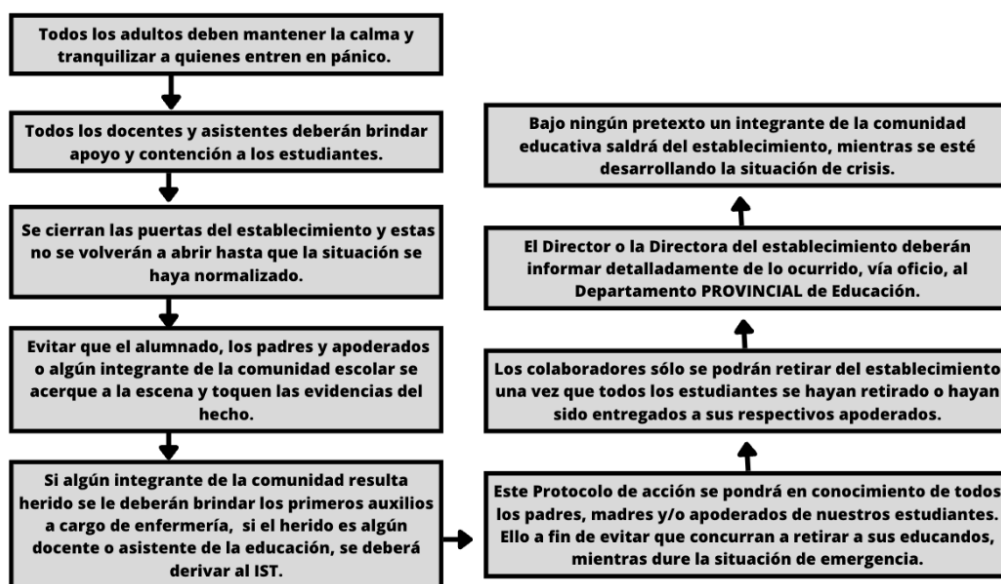 Todos los adultos deben mantener la calma y
tranquilizar a quienes entren en pánico.
Todos los docentes y asistentes deberán brindar
apoyo y contención a los estudiantes.
Se cierran las puertas del establecimiento y estas
no se volverán a abrir hasta que la situación se
haya normalizado.
Evitar que el alumnado, los padres y apoderados
o algún integrante de la comunidad escolar se
acerque a la escena y toquen las evidencias del
hecho.
Si algún integrante de la comunidad resulta
herido se le deberán brindar los primeros auxilios
a cargo de enfermería, si el herido es algún
docente o asistente de la educación, se deberá
derivar al IST.
Este Protocolo de acción se pondrá en conocimiento de todos
los padres, madres y/o apoderados de nuestros estudiantes.
Ello a fin de evitar que concurran a retirar a sus educandos,
mientras dure la situación de emergencia.
Los colaboradores sólo se podrán retirar del establecimiento
una vez que todos los estudiantes se hayan retirado o hayan
sido entregados a sus respectivos apoderados.
El Director o la Directora del establecimiento deberán
informar detalladamente de lo ocurrido, vía oficio, al
Departamento PROVINCIAL de Educación.
Bajo ningún pretexto un integrante de la comunidad
educativa saldrá del establecimiento, mientras se esté
desarrollando la situación de crisis.